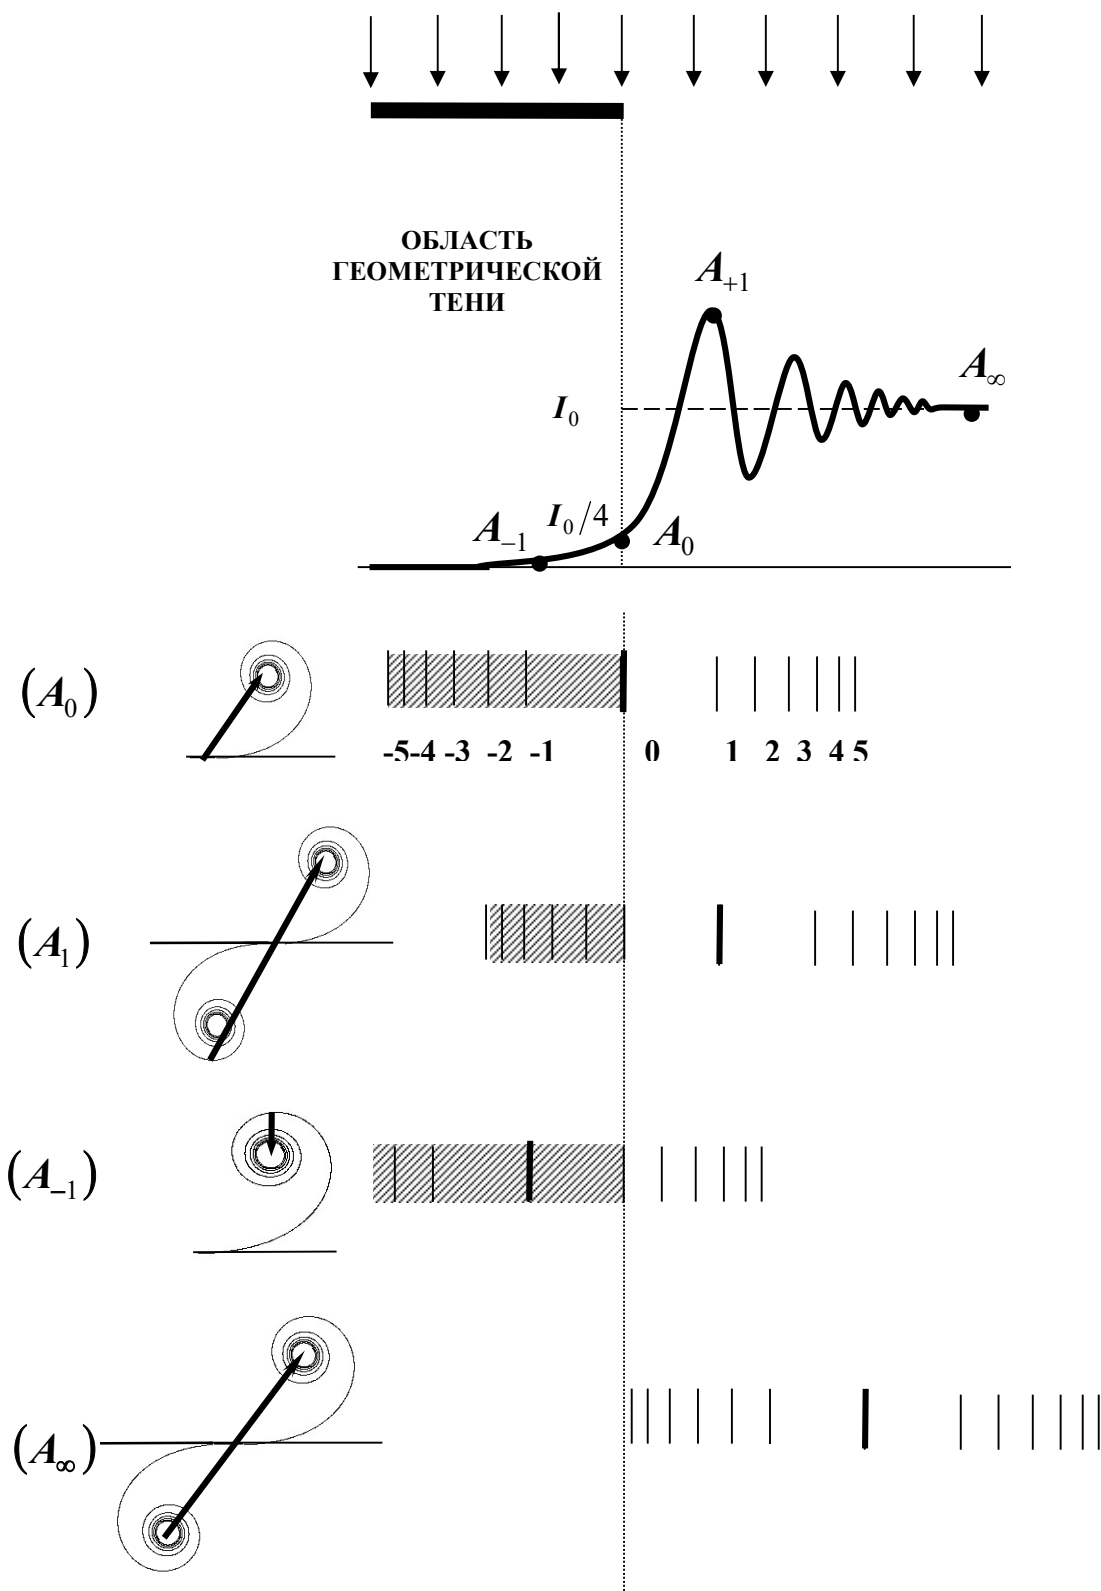 ОБЛАСТЬ
ГЕОМЕТРИЧЕСКОЙ
ТЕНИ
A₊₁
A∞
I₀
I₀/4
A₋₁
A₀
(A₀)
-5 -4 -3 -2 -1 0 1 2 3 4 5
(A₁)
(A₋₁)
(A∞)